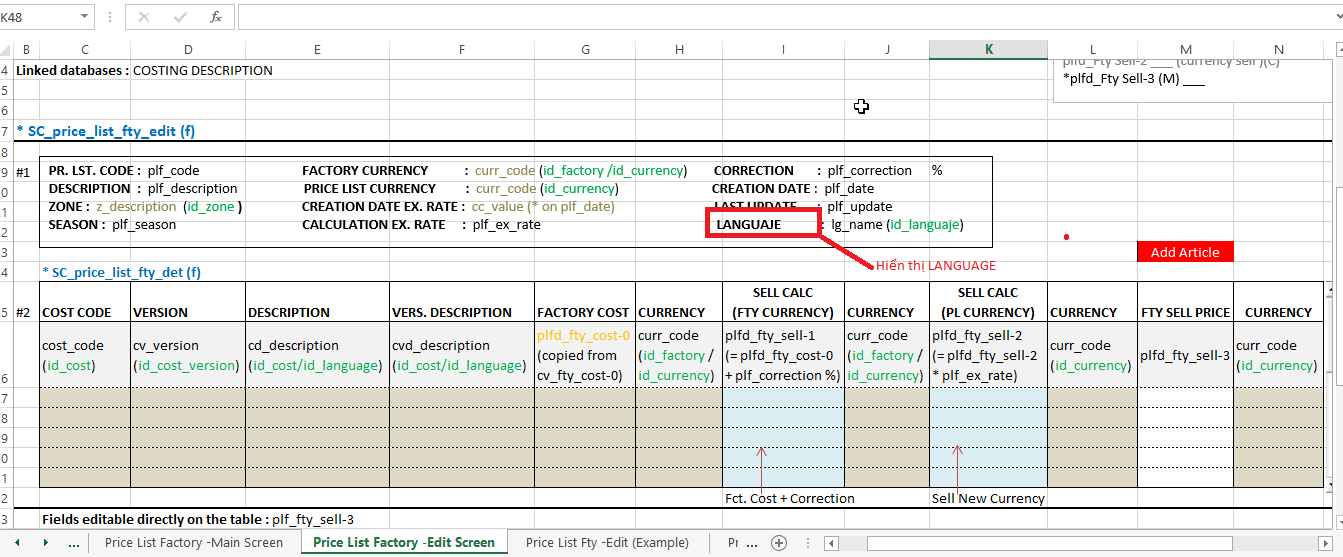 K48
fx
B C D E F G H I J K L M N
4 Linked databases : COSTING DESCRIPTION
plfd_Fty Sell-2 ___ (currency sell )(C)
5 *plfd_Fty Sell-3 (M) ___
6
7 * SC_price_list_fty_edit (f)
8
9 #1 PR. LST. CODE : plf_code FACTORY CURRENCY : curr_code (id_factory /id_currency) CORRECTION : plf_correction %
0 DESCRIPTION : plf_description PRICE LIST CURRENCY : curr_code (id_currency) CREATION DATE : plf_date
1 ZONE : z_description (id_zone ) CREATION DATE EX. RATE : cc_value (* on plf_date) LAST UPDATE : plf_update
2 SEASON : plf_season CALCULATION EX. RATE : plf_ex_rate LANGUAJE : lg_name (id_languaje)
3 Add Article
Hiển thị LANGUAGE
4 * SC_price_list_fty_det (f)
SELL CALC SELL CALC
5 #2 COST CODE VERSION DESCRIPTION VERS. DESCRIPTION FACTORY COST CURRENCY (FTY CURRENCY) CURRENCY (PL CURRENCY) CURRENCY FTY SELL PRICE CURRENCY
plfd_fty_cost-0 curr_code plfd_fty_sell-1 curr_code plfd_fty_sell-2 curr_code curr_code
cost_code cv_version cd_description cvd_description (copied from (id_factory / (= plfd_fty_cost-0 (id_factory / (= plfd_fty_sell-2 (id_currency) plfd_fty_sell-3 (id_currency)
6 (id_cost) (id_cost_version) (id_cost/id_language) (id_cost/id_language) cv_fty_cost-0) id_currency) + plf_correction %) id_currency) * plf_ex_rate)
7
8
9
0
1
2 Fct. Cost + Correction Sell New Currency
3 Fields editable directly on the table : plf_fty_sell-3
... Price List Factory -Main Screen Price List Factory -Edit Screen Price List Fty -Edit (Example) Pr ...